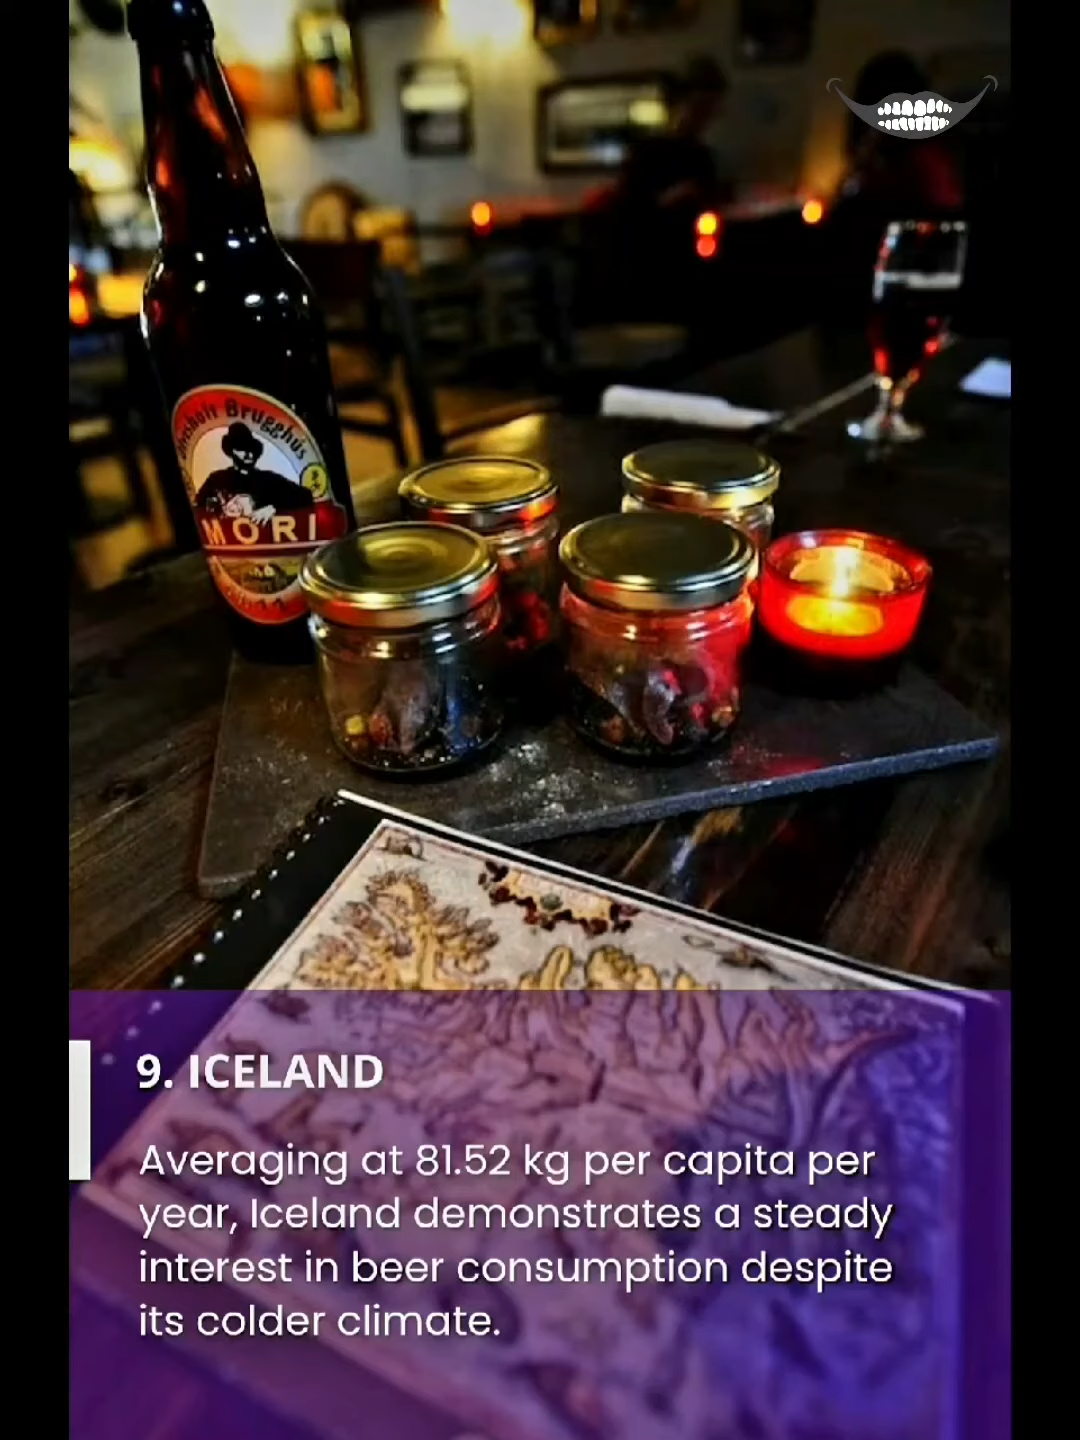 Brugghús
MÓRI
9. ICELAND
Averaging at 81.52 kg per capita per
year, Iceland demonstrates a steady
interest in beer consumption despite
its colder climate.